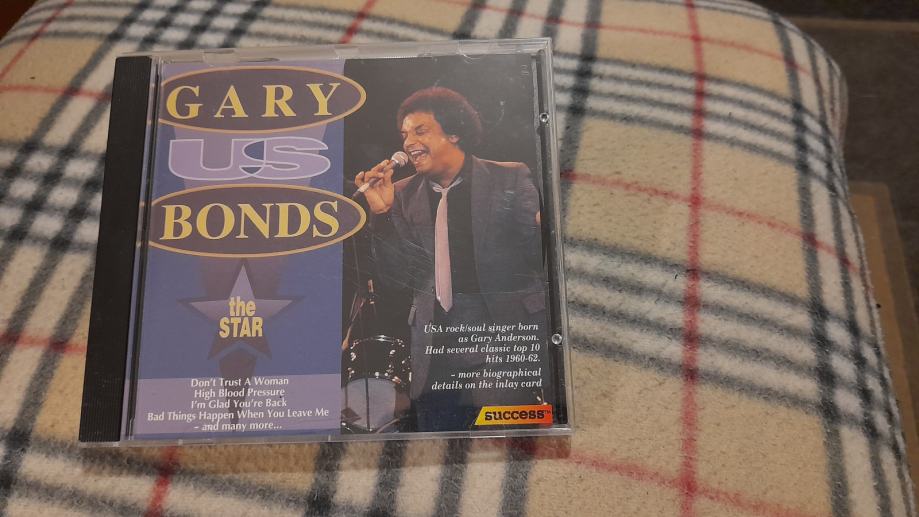 GARY
US
BONDS
the
STAR
Don't Trust A Woman
High Blood Pressure
I'm Glad You're Back
Bad Things Happen When You Leave Me
- and many more...
USA rock/soul singer born
as Gary Anderson.
Had several classic top 10
hits 1960-62.
- more biographical
details on the inlay card
success™